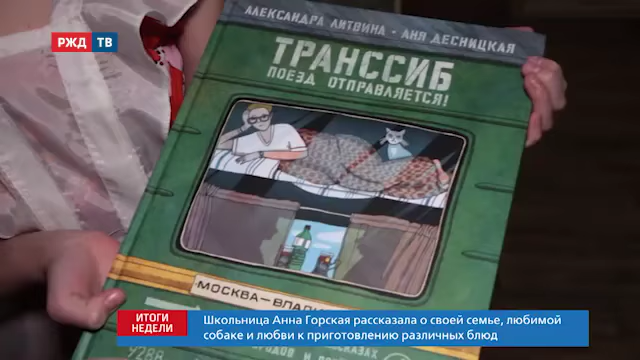 РЖД ТВ
АЛЕКСАНДРА ЛИТВИНА • АНЯ ДЕСНИЦКАЯ
ТРАНССИБ
ПОЕЗД ОТПРАВЛЯЕТСЯ!
МОСКВА—ВЛАДИ
9288
ИТОГИ НЕДЕЛИ
Школьница Анна Горская рассказала о своей семье, любимой
собаке и любви к приготовлению различных блюд